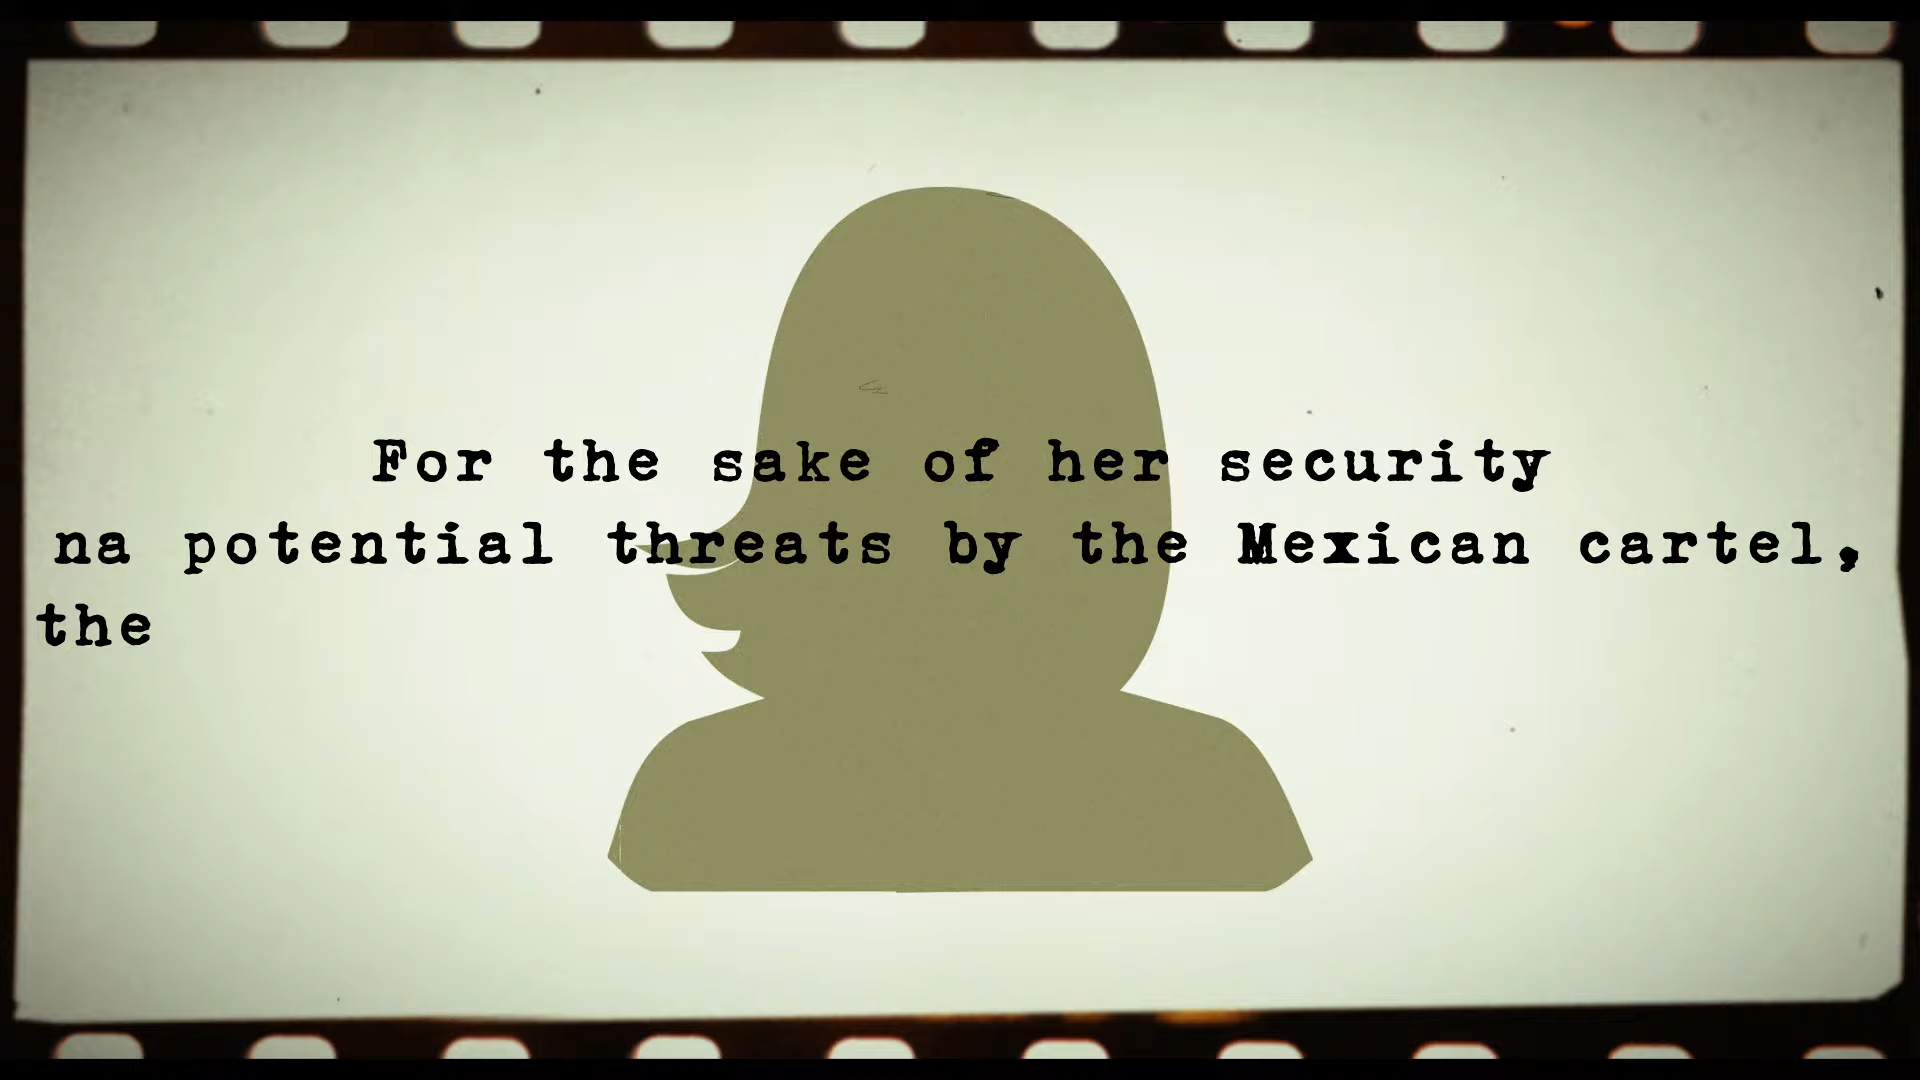 For the sake of her security
na potential threats by the Mexican cartel,
the